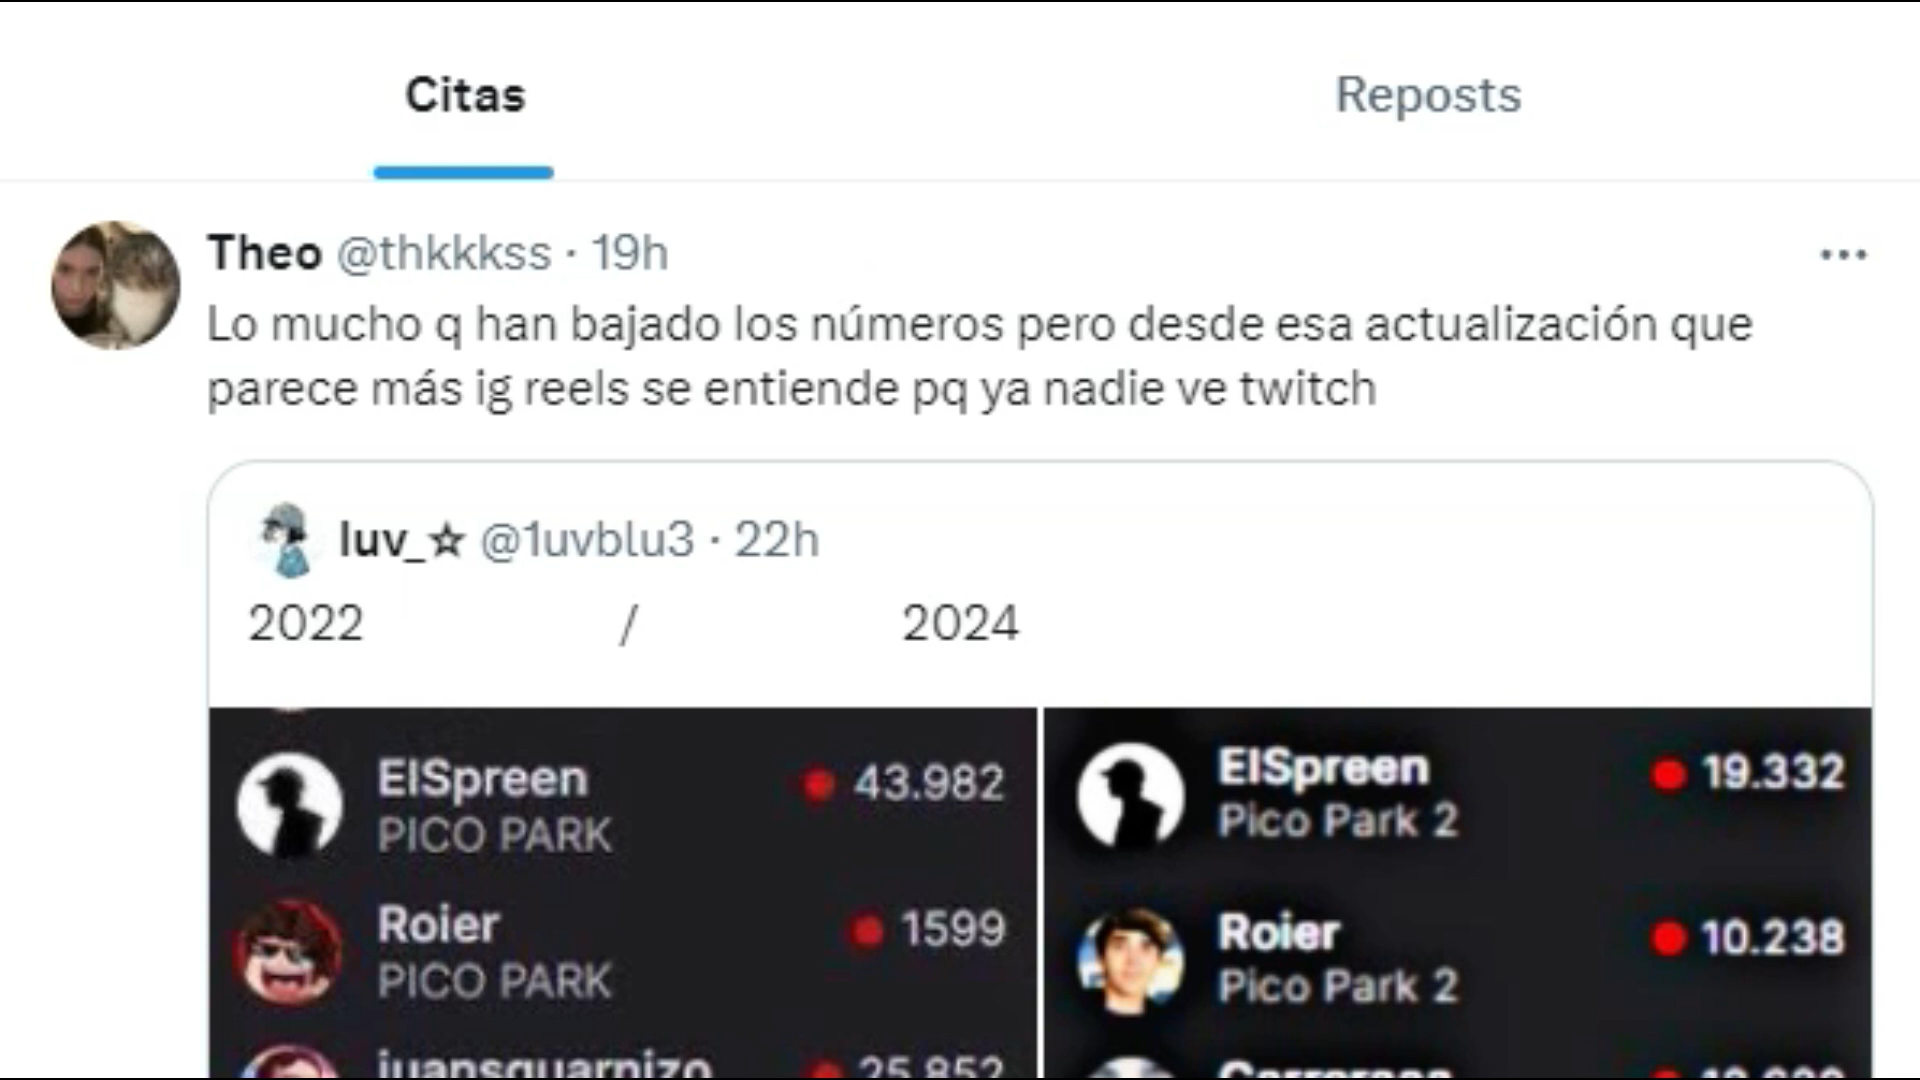 Citas
Reposts
Theo @thkkkss · 19h
Lo mucho q han bajado los números pero desde esa actualización que
parece más ig reels se entiende pq ya nadie ve twitch
luv_☆ @1uvblu3 · 22h
2022 / 2024
ElSpreen 43.982
PICO PARK
Roier 1599
PICO PARK
juansguarnizo 25.852
ElSpreen 19.332
Pico Park 2
Roier 10.238
Pico Park 2